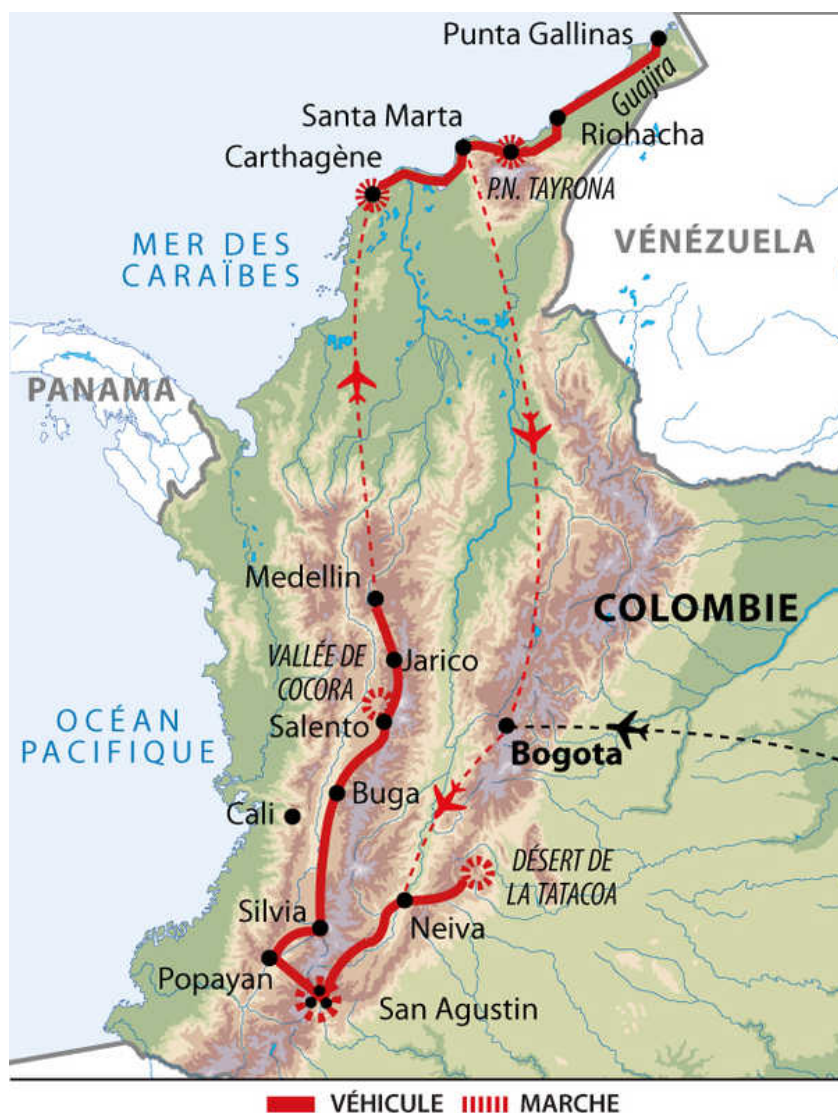 Punta Gallinas
Guajira
Santa Marta
Riohacha
Carthagène
P.N. TAYRONA
MER DES
CARAÏBES
VÉNÉZUELA
PANAMA
Medellin
COLOMBIE
Jarico
VALLÉE DE
COCORA
Salento
OCÉAN
PACIFIQUE
Bogota
Buga
Cali
DÉSERT DE
LA TATACOA
Silvia
Neiva
Popayan
San Agustin
VÉHICULE
MARCHE